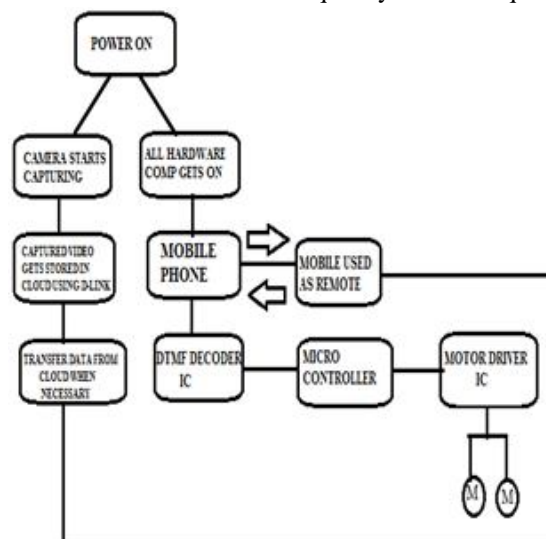 POWER ON
CAMERA STARTS
CAPTURING
ALL HARDWARE
COMP GETS ON
CAPTURED VIDEO
GETS STORED IN
CLOUD USING D-LINK
MOBILE
PHONE
MOBILE USED
AS REMOTE
TRANSFER DATA FROM
CLOUD WHEN
NECESSARY
DTMF DECODER
IC
MICRO
CONTROLLER
MOTOR DRIVER
IC
M
M